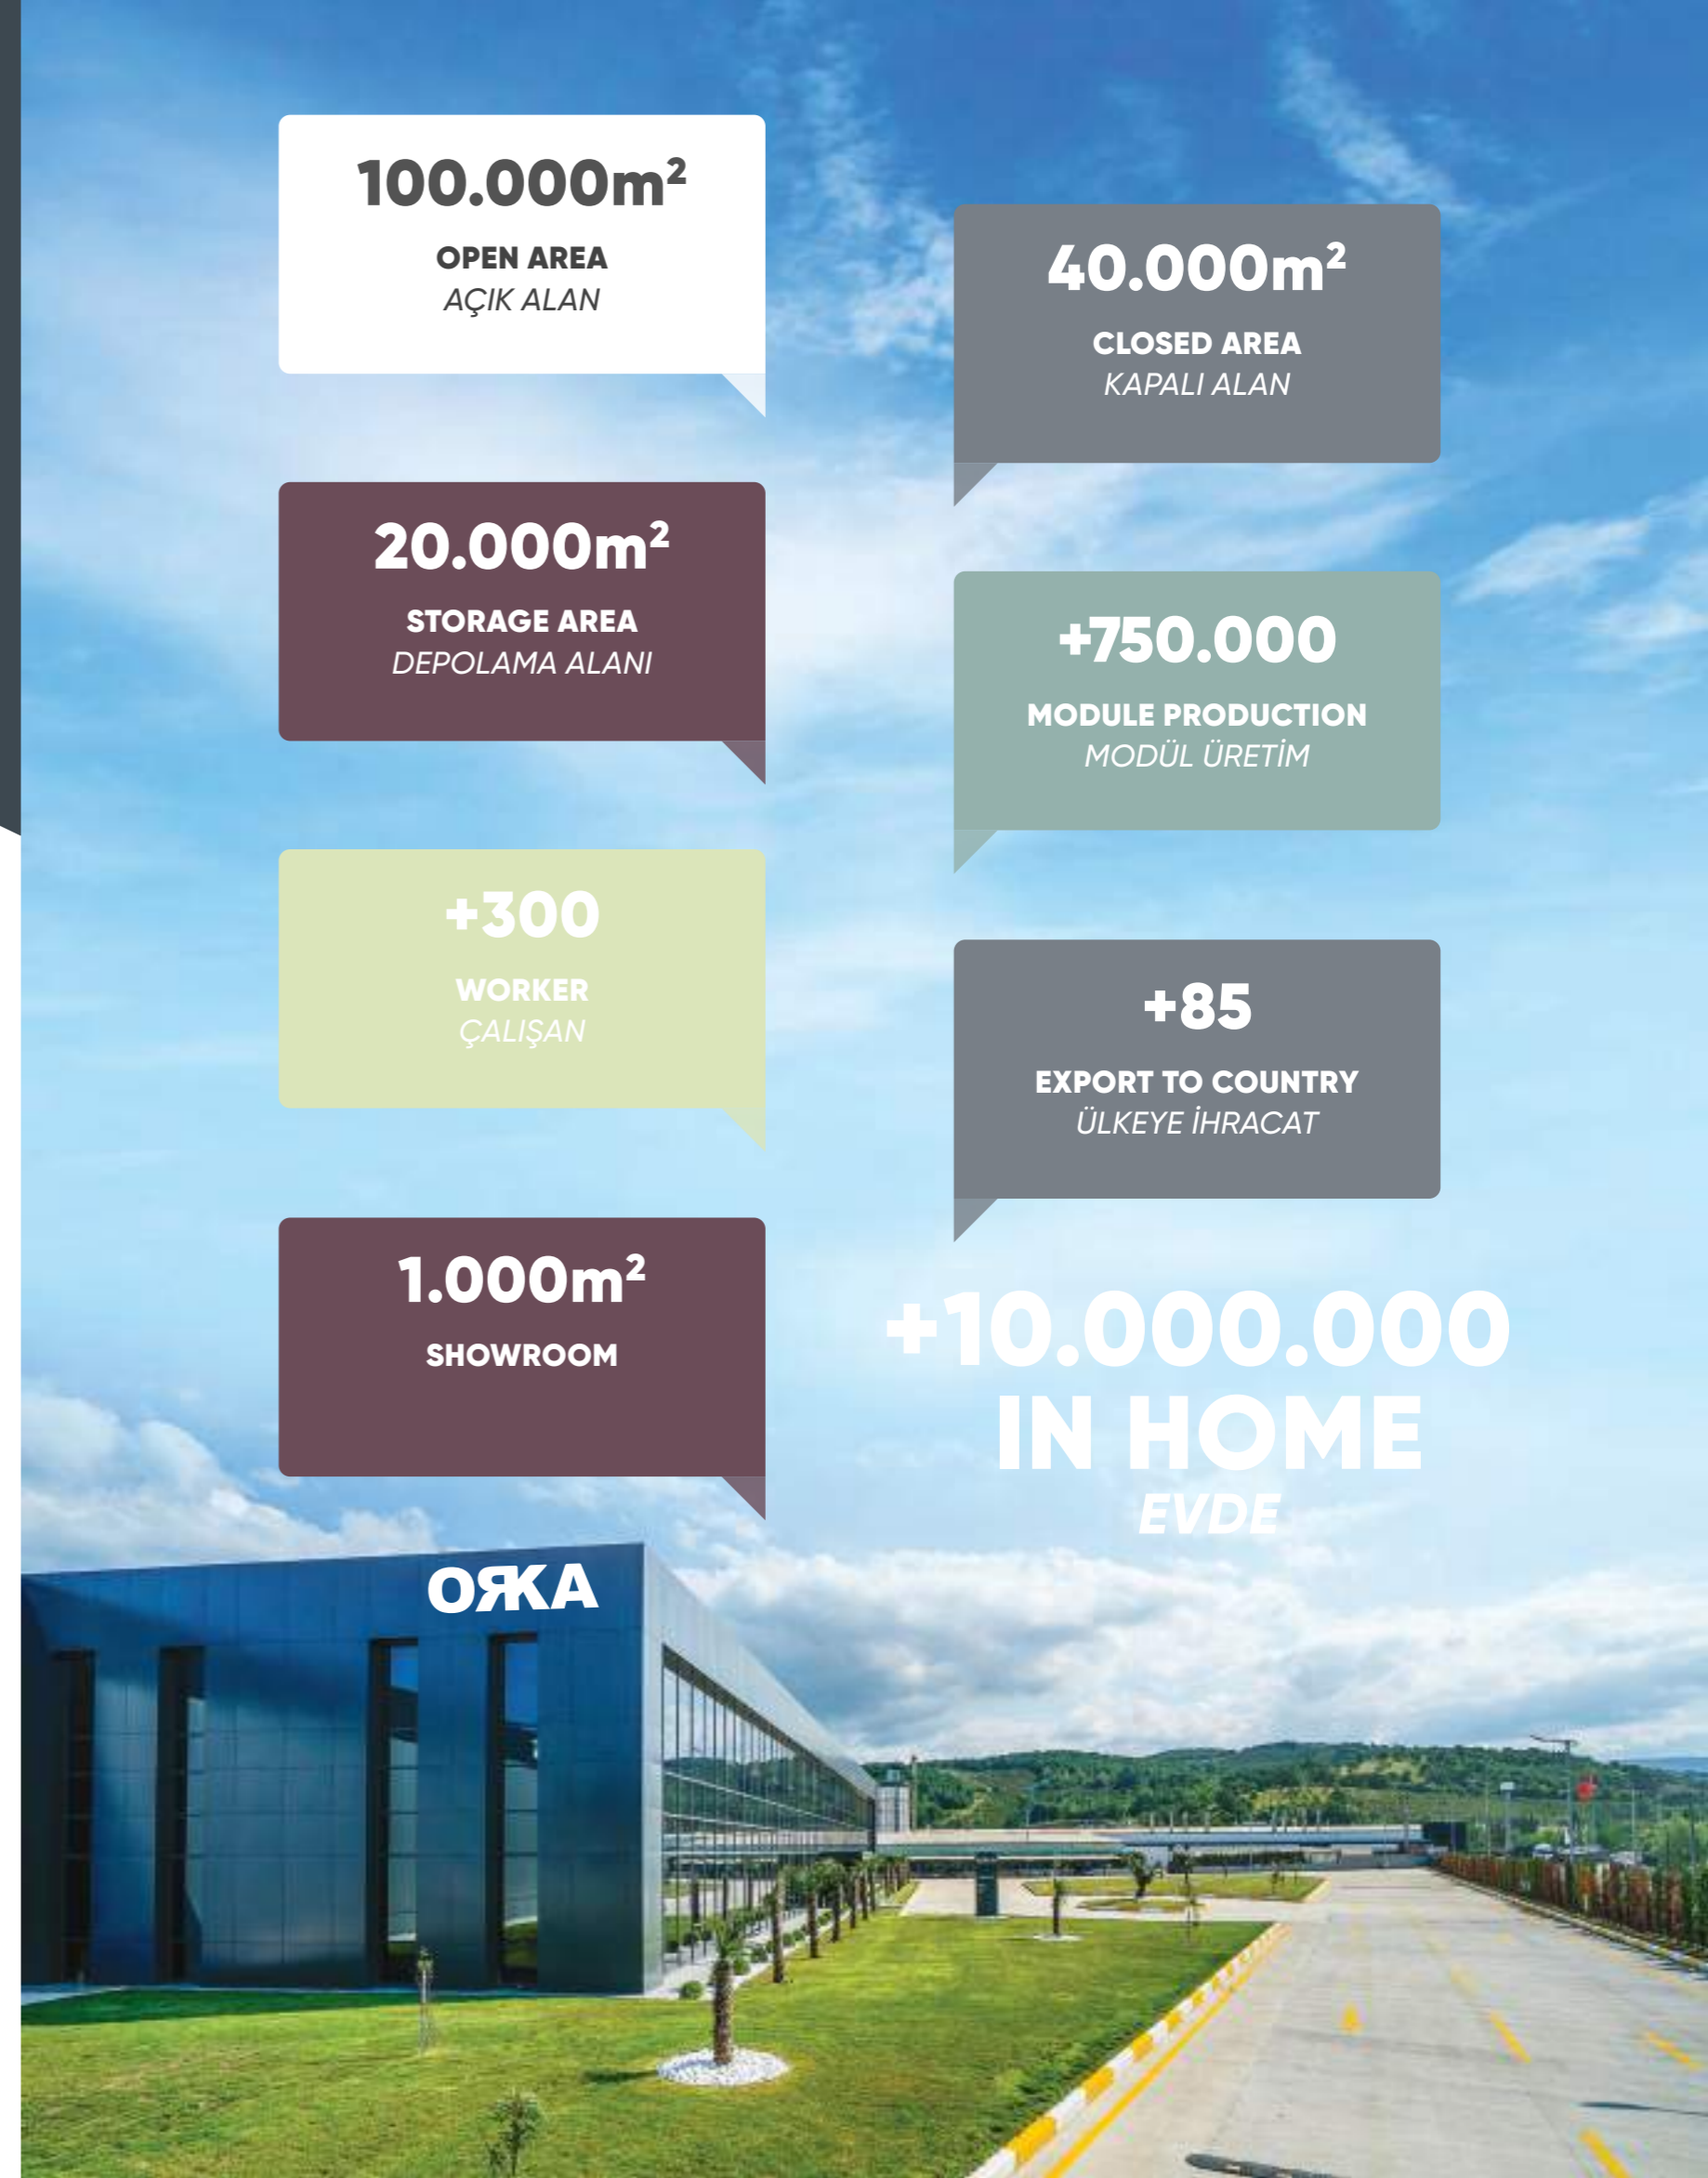 100.000m²
OPEN AREA
AÇIK ALAN
40.000m²
CLOSED AREA
KAPALI ALAN
20.000m²
STORAGE AREA
DEPOLAMA ALANI
+750.000
MODULE PRODUCTION
MODÜL ÜRETİM
+300
WORKER
ÇALIŞAN
+85
EXPORT TO COUNTRY
ÜLKEYE İHRACAT
1.000m²
SHOWROOM
+10.000.000
IN HOME
EVDE
ORKA